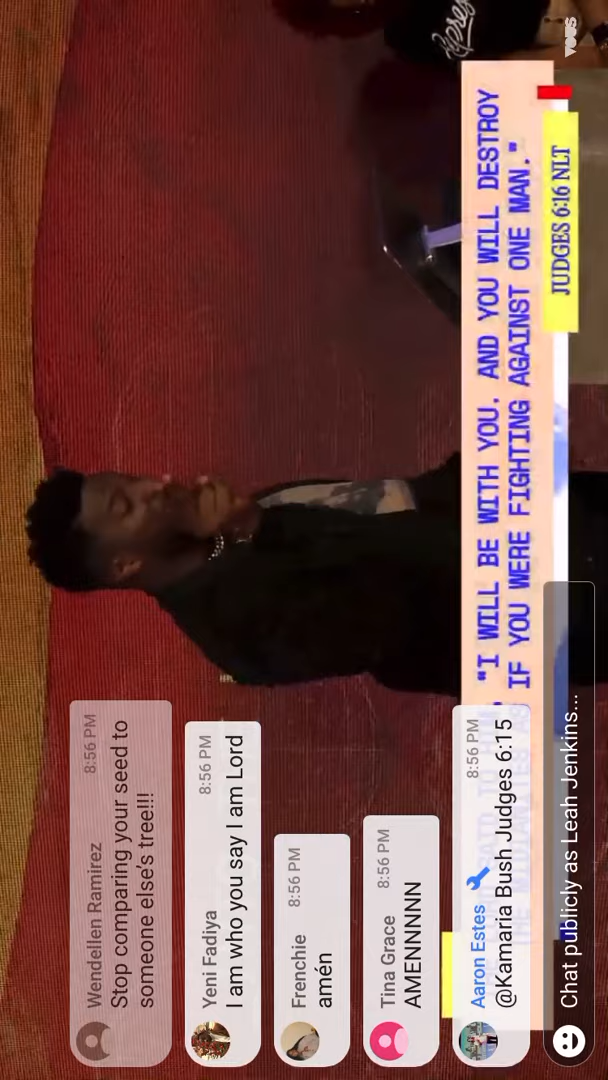 VOUS
Wendellen Ramirez 8:56 PM
Stop comparing your seed to
someone else's tree!!!
Yeni Fadiya 8:56 PM
I am who you say I am Lord
Frenchie 8:56 PM
amén
Tina Grace 8:56 PM
AMENNNNNN
Aaron Estes 8:56 PM
@Kamaria Bush Judges 6:15
"I WILL BE WITH YOU. AND YOU WILL DESTROY
IF YOU WERE FIGHTING AGAINST ONE MAN."
JUDGES 6:16 NLT
Chat publicly as Leah Jenkins...